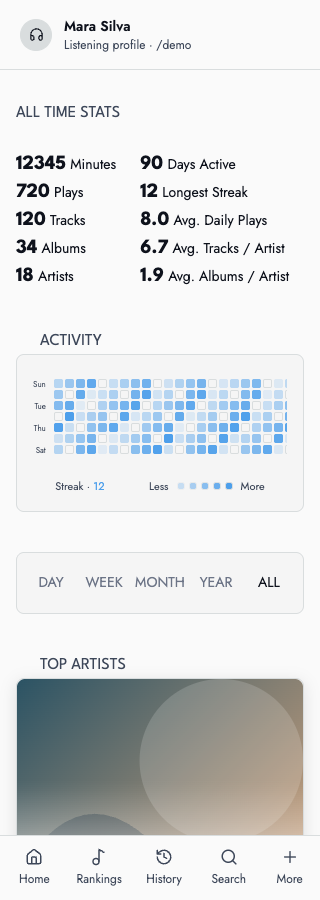 Mara Silva
Listening profile · /demo
ALL TIME STATS
12345 Minutes
90 Days Active
720 Plays
12 Longest Streak
120 Tracks
8.0 Avg. Daily Plays
34 Albums
6.7 Avg. Tracks / Artist
18 Artists
1.9 Avg. Albums / Artist
ACTIVITY
Sun
Tue
Thu
Sat
Streak · 12
Less
More
DAY WEEK MONTH YEAR ALL
TOP ARTISTS
Home Rankings History Search More